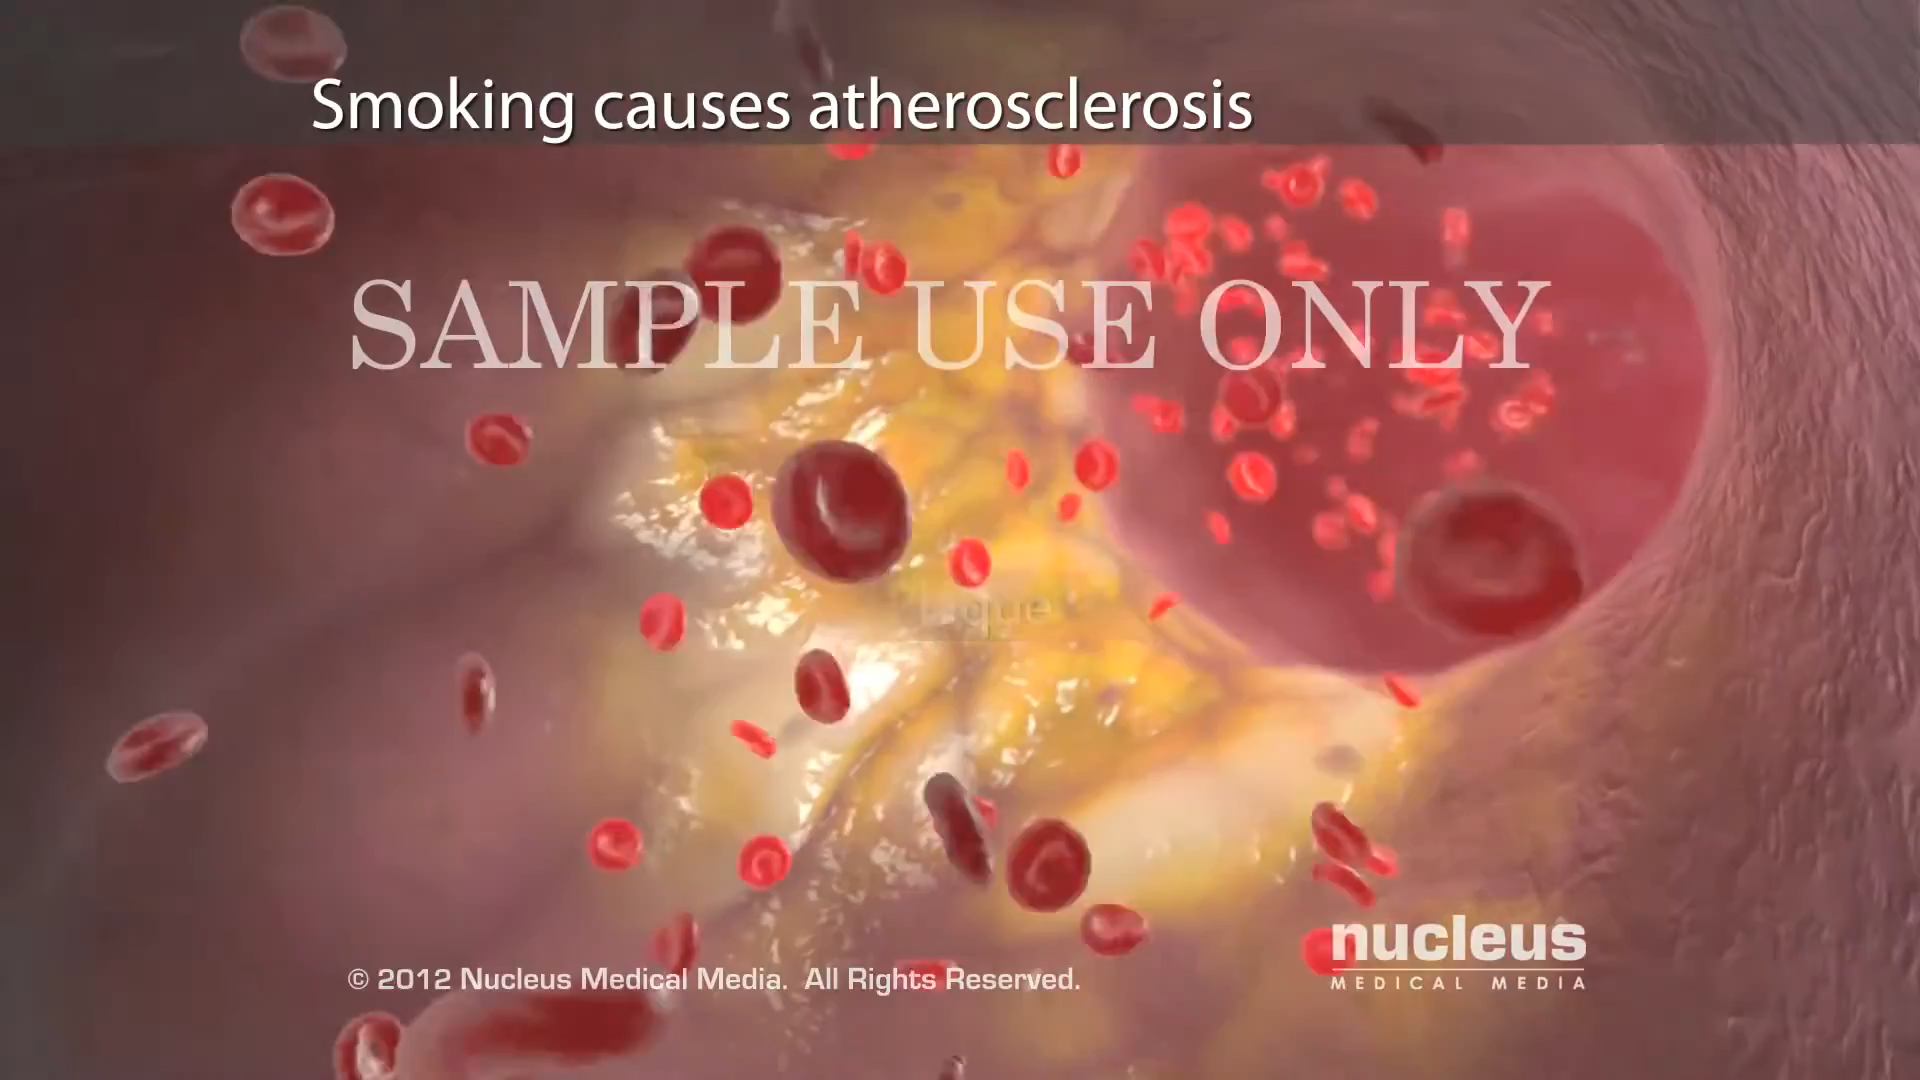 Smoking causes atherosclerosis
SAMPLE USE ONLY
© 2012 Nucleus Medical Media. All Rights Reserved.
nucleus
MEDICAL MEDIA